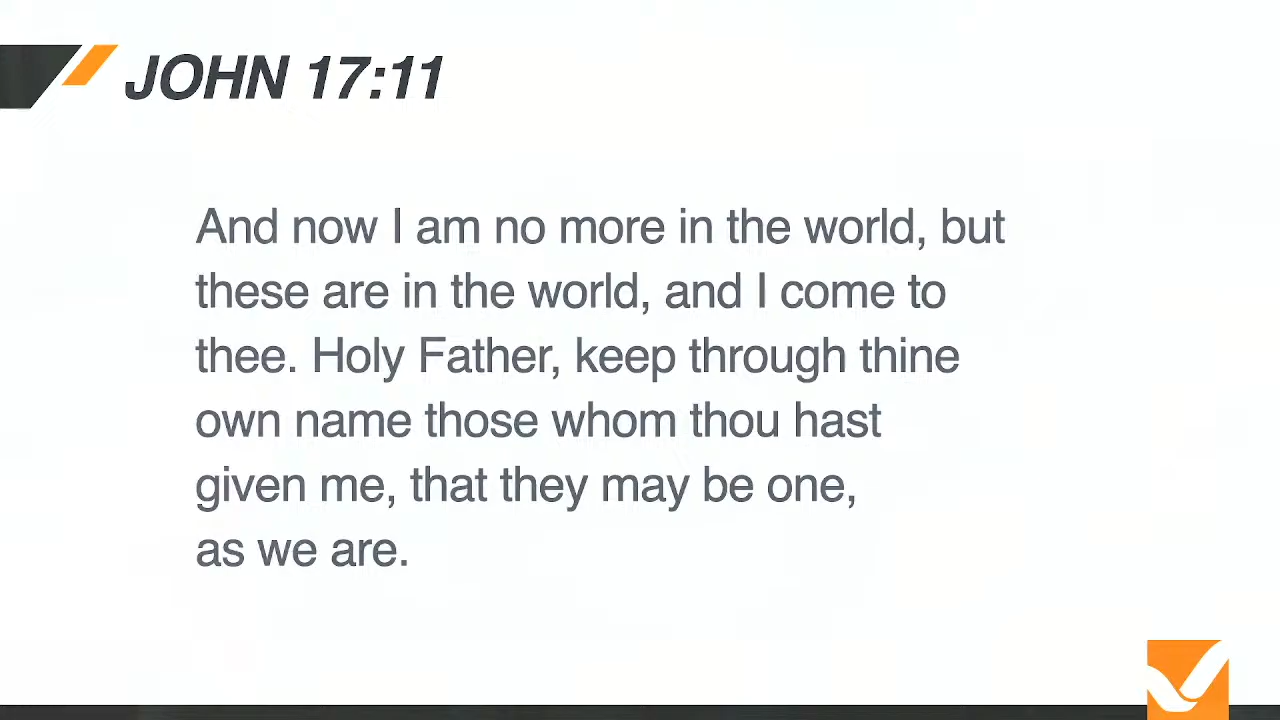 JOHN 17:11
And now I am no more in the world, but
these are in the world, and I come to
thee. Holy Father, keep through thine
own name those whom thou hast
given me, that they may be one,
as we are.